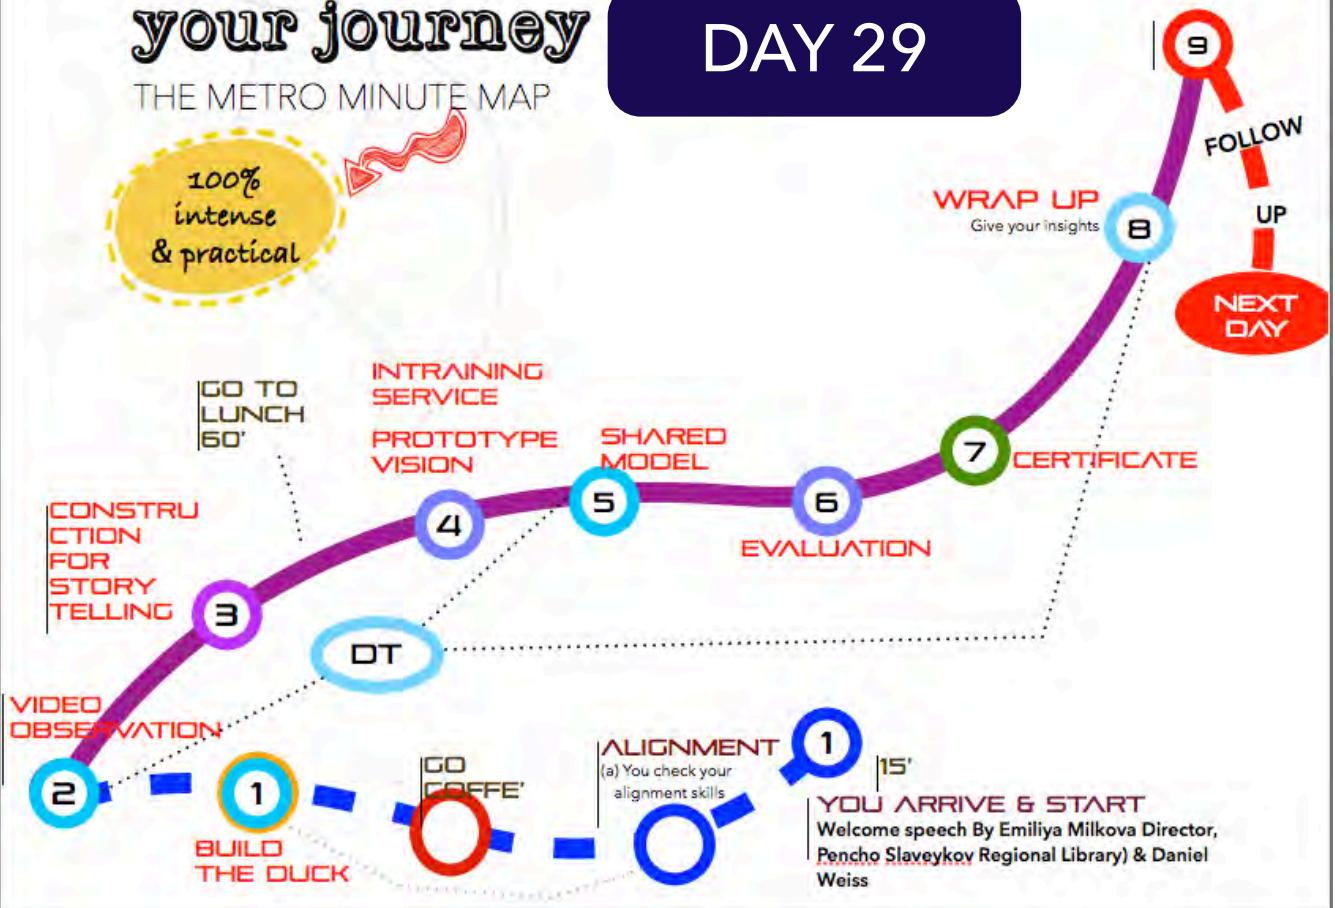 your journey
DAY 29
THE METRO MINUTE MAP
100%
intense
& practical
9
FOLLOW
UP
NEXT
DAY
WRAP UP
Give your insights
8
GO TO
LUNCH
60'
INTRAINING
SERVICE
PROTOTYPE
VISION
SHARED
MODEL
7
CERTIFICATE
4
5
6
EVALUATION
CONSTRU
CTION
FOR
STORY
TELLING
3
DT
VIDEO
OBSERVATION
2
1
BUILD
THE DUCK
GO
COFFE'
ALIGNMENT
(a) You check your
alignment skills
1
15'
YOU ARRIVE & START
Welcome speech By Emiliya Milkova Director,
Pencho Slaveykov Regional Library) & Daniel
Weiss